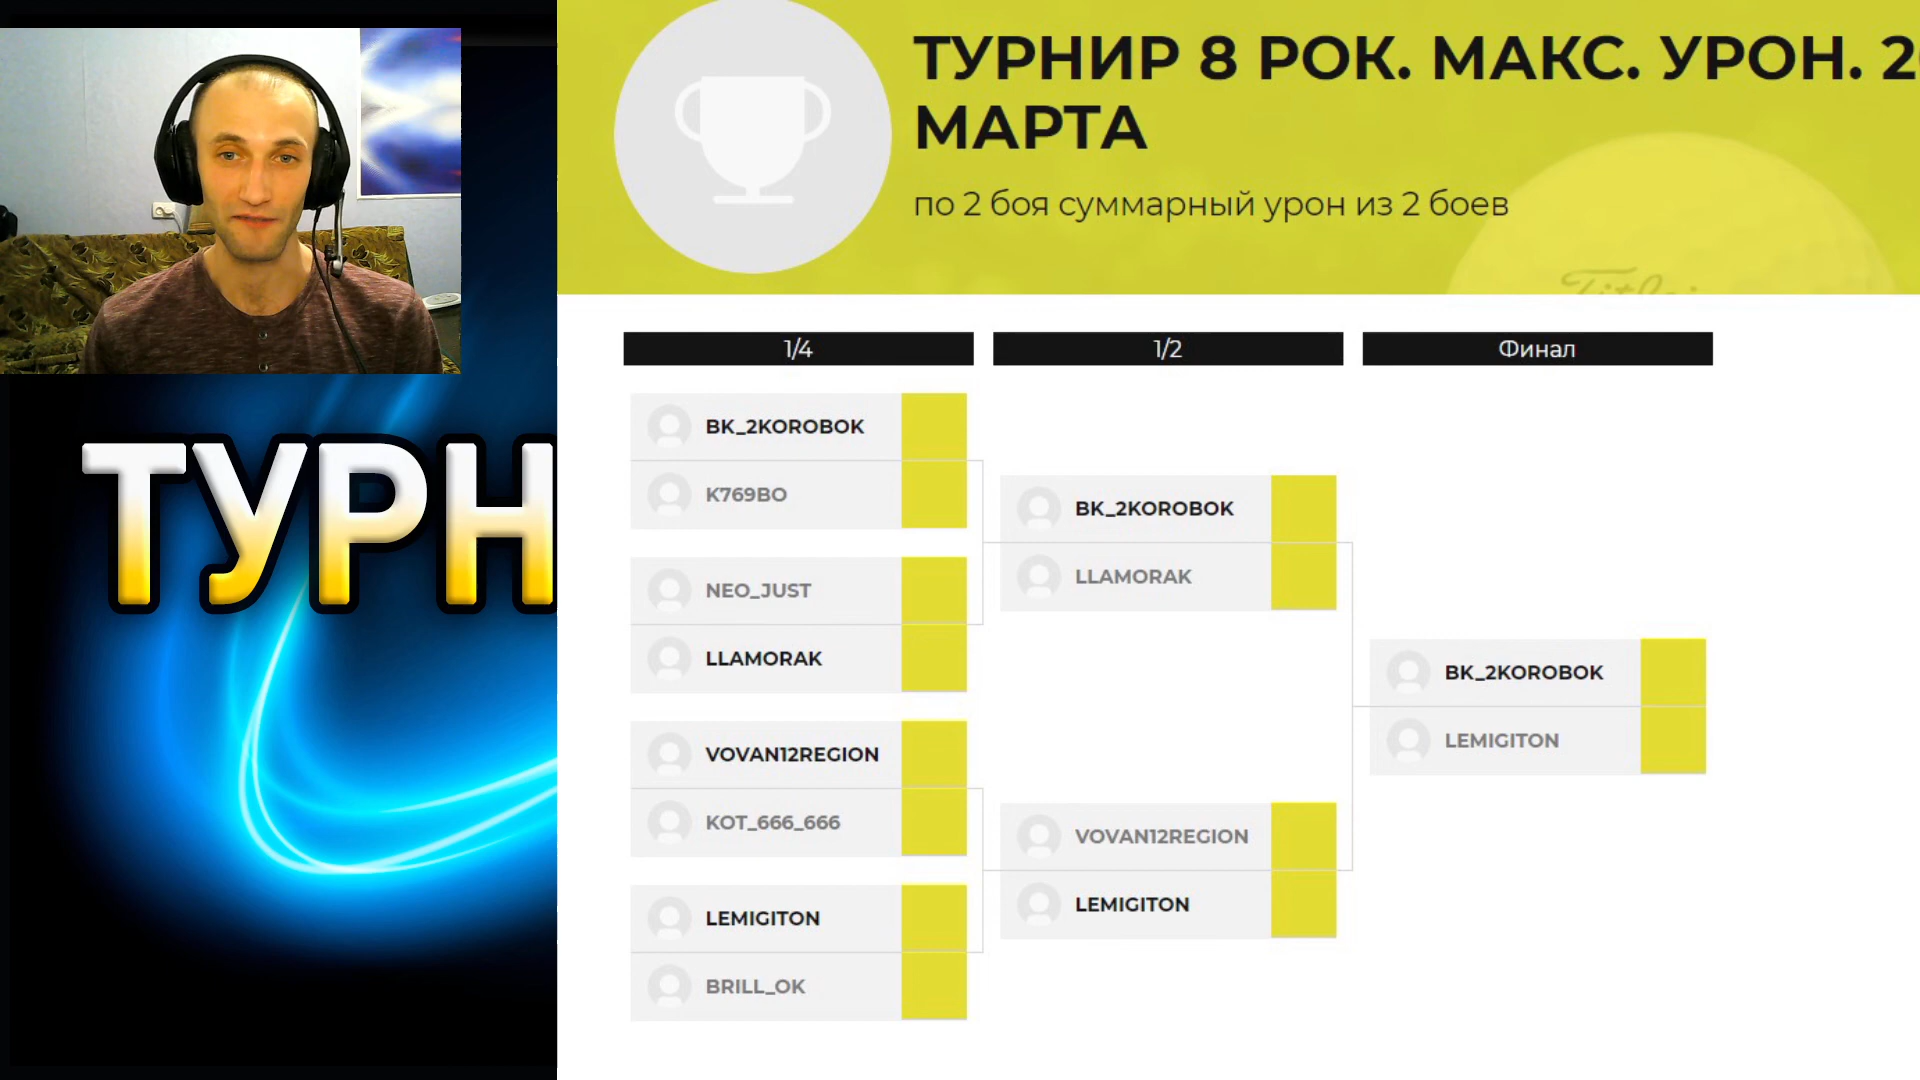 ТУРНИР 8 РОК. МАКС. УРОН.
МАРТА
по 2 боя суммарный урон из 2 боев
1/4
1/2
Финал
BK_2KOROBOK
K769BO
NEO_JUST
LLAMORAK
VOVAN12REGION
KOT_666_666
LEMIGITON
BRILL_OK
BK_2KOROBOK
LLAMORAK
VOVAN12REGION
LEMIGITON
BK_2KOROBOK
LEMIGITON
ТУРН